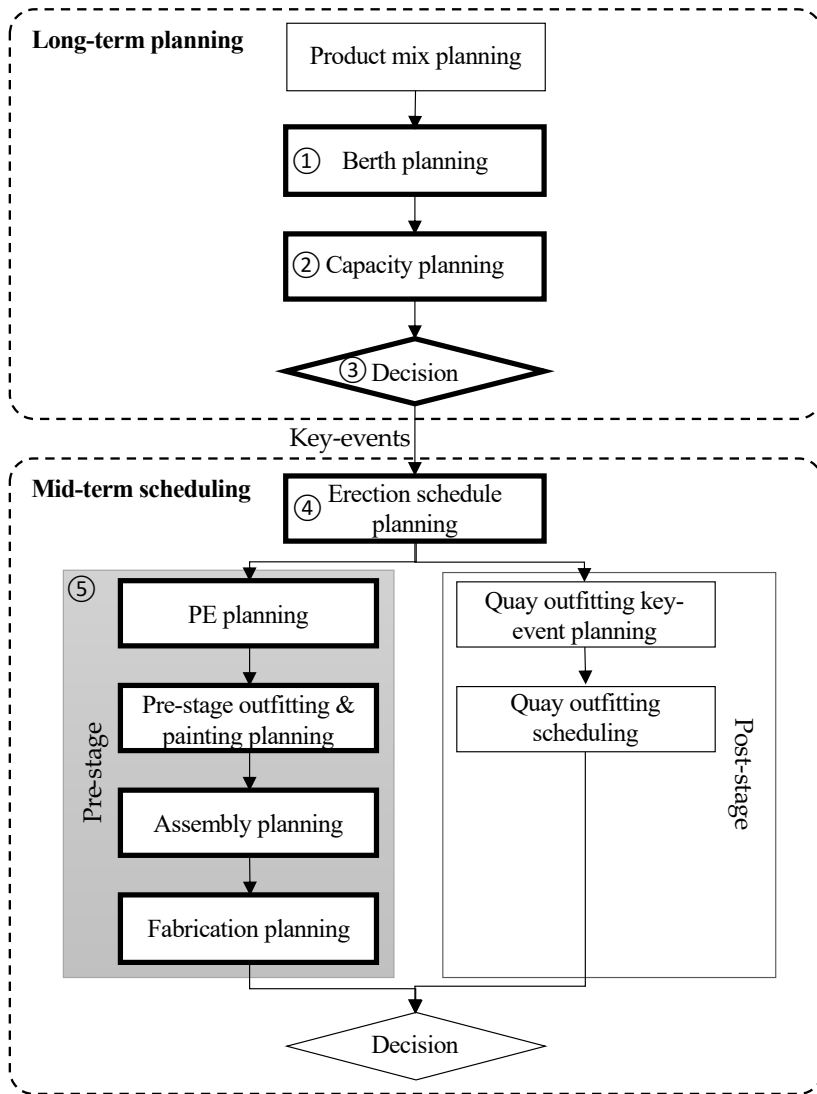 Long-term planning
Product mix planning
① Berth planning
② Capacity planning
③ Decision
Key-events
Mid-term scheduling
④ Erection schedule
planning
⑤
PE planning
Pre-stage outfitting &
painting planning
Assembly planning
Fabrication planning
Pre-stage
Quay outfitting key-
event planning
Quay outfitting
scheduling
Post-stage
Decision